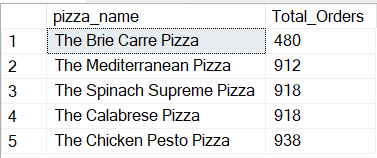 pizza_name Total_Orders
1 The Brie Carre Pizza 480
2 The Mediterranean Pizza 912
3 The Spinach Supreme Pizza 918
4 The Calabrese Pizza 918
5 The Chicken Pesto Pizza 938